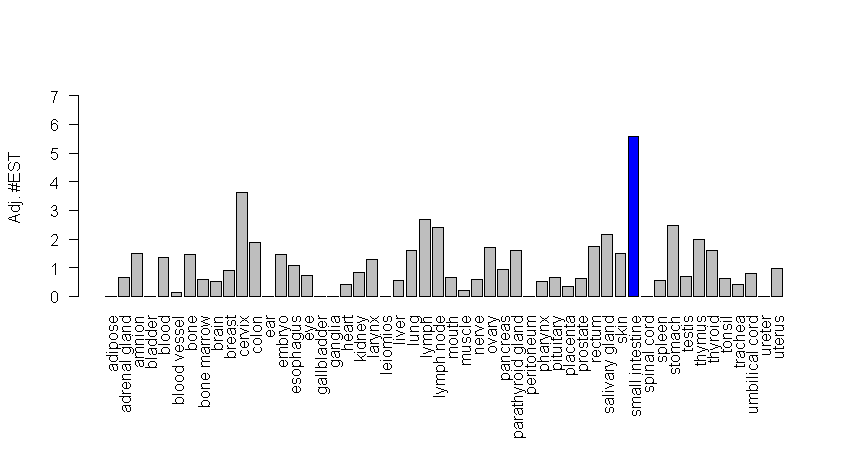 Adj. #EST
7
6
5
4
3
2
1
0
adipose
adrenal gland
amnion
bladder
blood
blood vessel
bone
bone marrow
brain
breast
cervix
colon
ear
embryo
esophagus
eye
gallbladder
ganglia
heart
kidney
larynx
leiomios
liver
lung
lymph
lymph node
mouth
muscle
nerve
ovary
pancreas
parathyroid gland
peritoneum
pharynx
pituitary
placenta
prostate
rectum
salivary gland
skin
small intestine
spinal cord
spleen
stomach
testis
thymus
thyroid
tonsil
trachea
umbilical cord
ureter
uterus